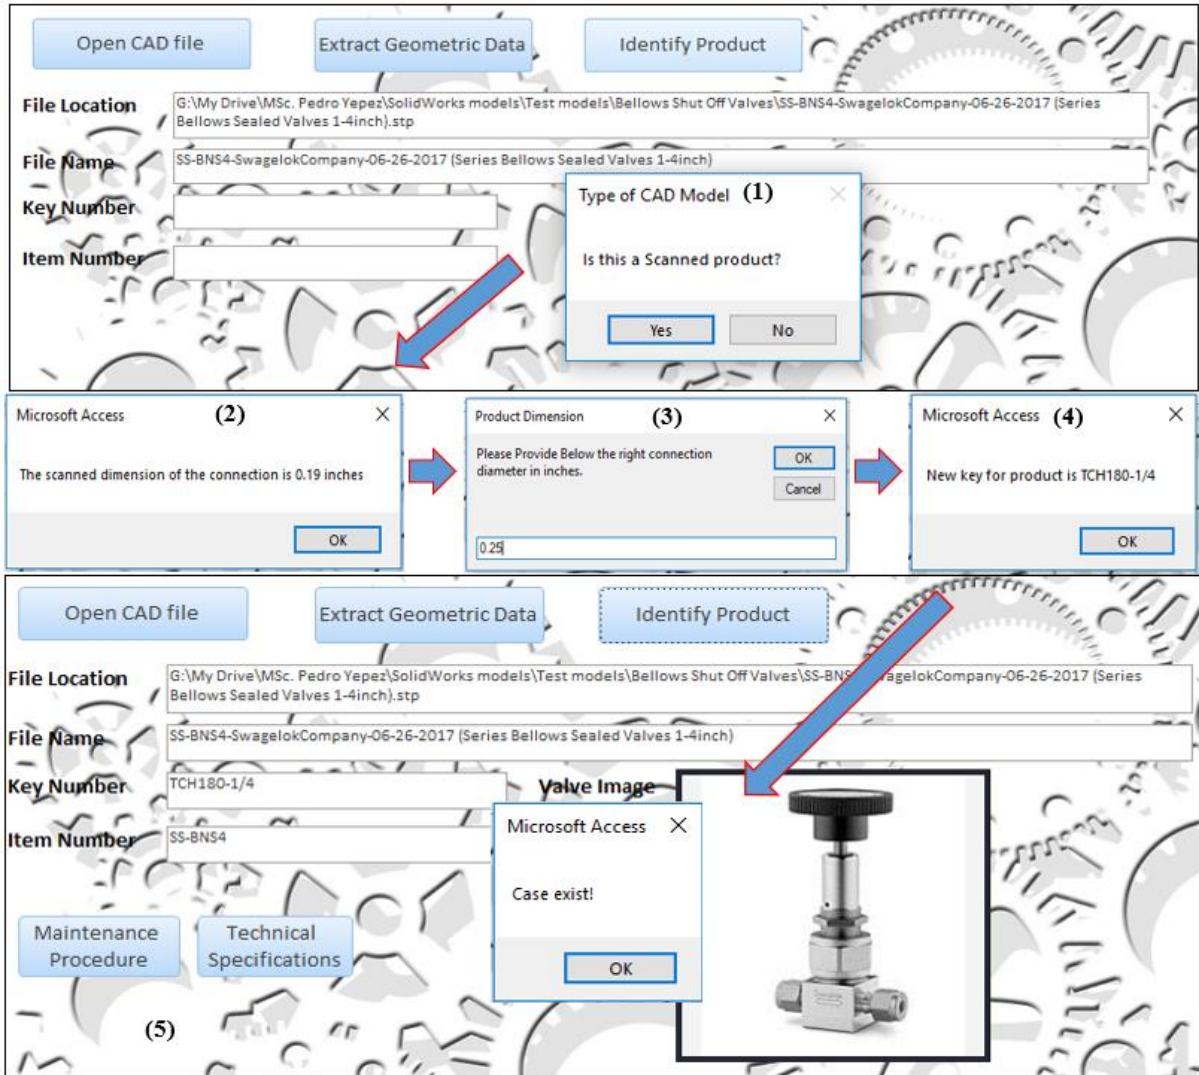 Open CAD file
Extract Geometric Data
Identify Product
File Location
G:\My Drive\MSc. Pedro Yepez\SolidWorks models\Test models\Bellows Shut Off Valves\SS-BNS4-SwagelokCompany-06-26-2017 (Series
Bellows Sealed Valves 1-4inch).stp
File Name
SS-BNS4-SwagelokCompany-06-26-2017 (Series Bellows Sealed Valves 1-4inch)
Key Number
Item Number
Type of CAD Model (1)
Is this a Scanned product?
Yes
No
Microsoft Access (2)
The scanned dimension of the connection is 0.19 inches
OK
Product Dimension (3)
Please Provide Below the right connection
diameter in inches.
OK
Cancel
0.25
Microsoft Access (4)
New key for product is TCH180-1/4
OK
Open CAD file
Extract Geometric Data
Identify Product
File Location
G:\My Drive\MSc. Pedro Yepez\SolidWorks models\Test models\Bellows Shut Off Valves\SS-BNS wagelokCompany-06-26-2017 (Series
Bellows Sealed Valves 1-4inch).stp
File Name
SS-BNS4-SwagelokCompany-06-26-2017 (Series Bellows Sealed Valves 1-4inch)
Key Number
TCH180-1/4
Valve Image
Item Number
SS-BNS4
Microsoft Access
Case exist!
OK
Maintenance
Procedure
Technical
Specifications
(5)